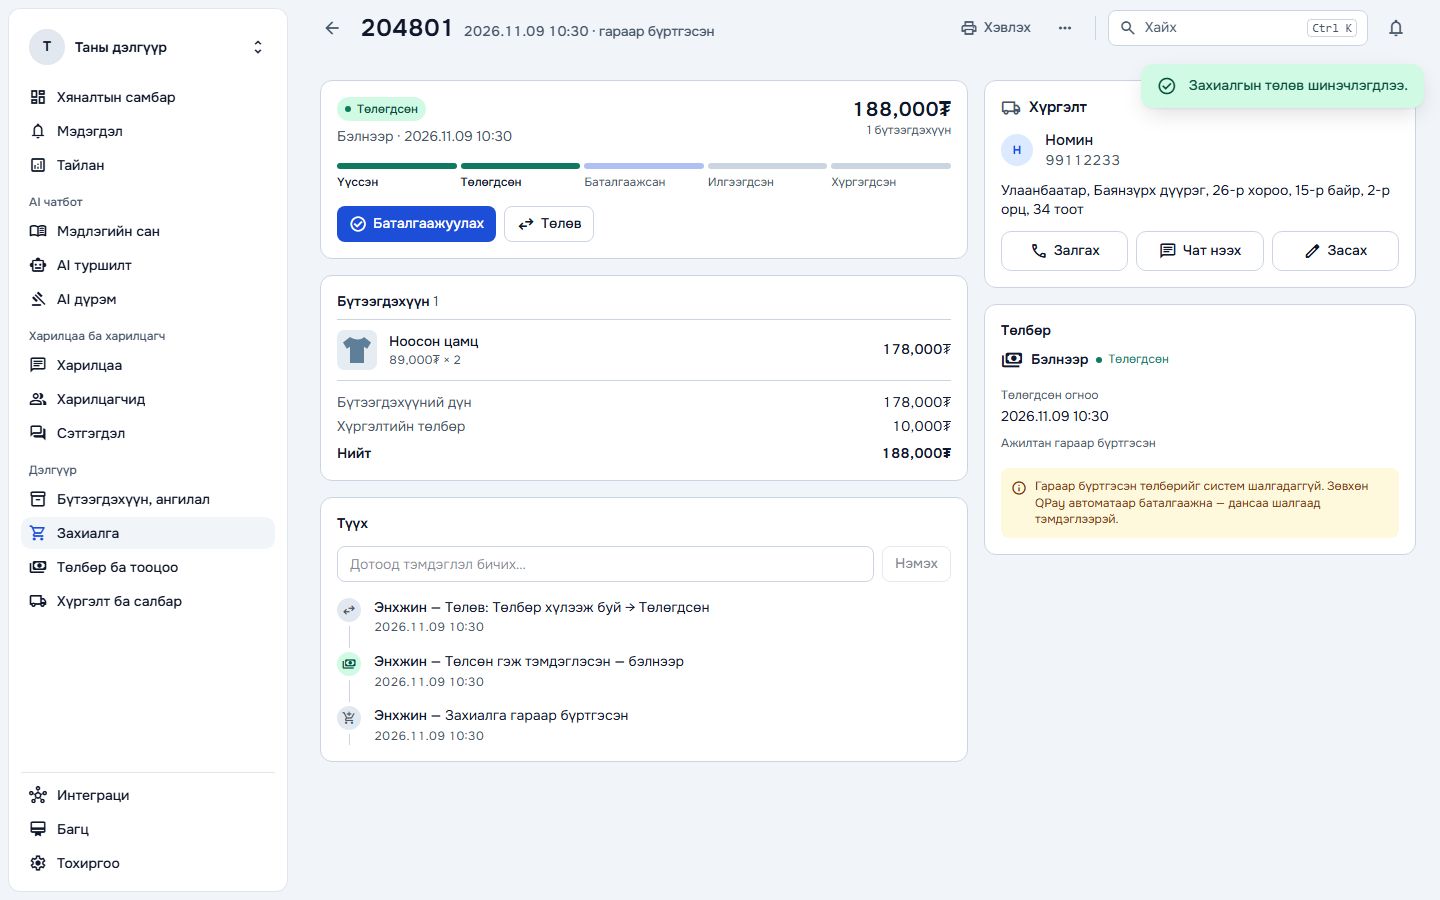 Т
Таны дэлгүүр
Хяналтын самбар
Мэдэгдэл
Тайлан
AI чатбот
Мэдлэгийн сан
AI туршилт
AI дүрэм
Харилцаа ба харилцагч
Харилцаа
Харилцагчид
Сэтгэгдэл
Дэлгүүр
Бүтээгдэхүүн, ангилал
Захиалга
Төлбөр ба тооцоо
Хүргэлт ба салбар
Интеграци
Багц
Тохиргоо
204801 2026.11.09 10:30 · гараар бүртгэсэн
Хэвлэх
Хайх
Ctrl K
Захиалгын төлөв шинэчлэгдлээ.
Төлөгдсөн
188,000₮
Бэлнээр · 2026.11.09 10:30
1 бүтээгдэхүүн
Үүссэн
Төлөгдсөн
Баталгаажсан
Илгээгдсэн
Хүргэгдсэн
Баталгаажуулах
Төлөв
Бүтээгдэхүүн 1
Ноосон цамц
89,000₮ × 2
178,000₮
Бүтээгдэхүүний дүн 178,000₮
Хүргэлтийн төлбөр 10,000₮
Нийт 188,000₮
Түүх
Дотоод тэмдэглэл бичих...
Нэмэх
Энхжин — Төлөв: Төлбөр хүлээж буй → Төлөгдсөн
2026.11.09 10:30
Энхжин — Төлсөн гэж тэмдэглэсэн — бэлнээр
2026.11.09 10:30
Энхжин — Захиалга гараар бүртгэсэн
2026.11.09 10:30
Хүргэлт
Н
Номин
99112233
Улаанбаатар, Баянзүрх дүүрэг, 26-р хороо, 15-р байр, 2-р
орц, 34 тоот
Залгах
Чат нээх
Засах
Төлбөр
Бэлнээр
Төлөгдсөн
Төлөгдсөн огноо
2026.11.09 10:30
Ажилтан гараар бүртгэсэн
Гараар бүртгэсэн төлбөрийг систем шалгадаггүй. Зөвхөн
QPay автоматаар баталгаажна — дансаа шалгаад
тэмдэглээрэй.